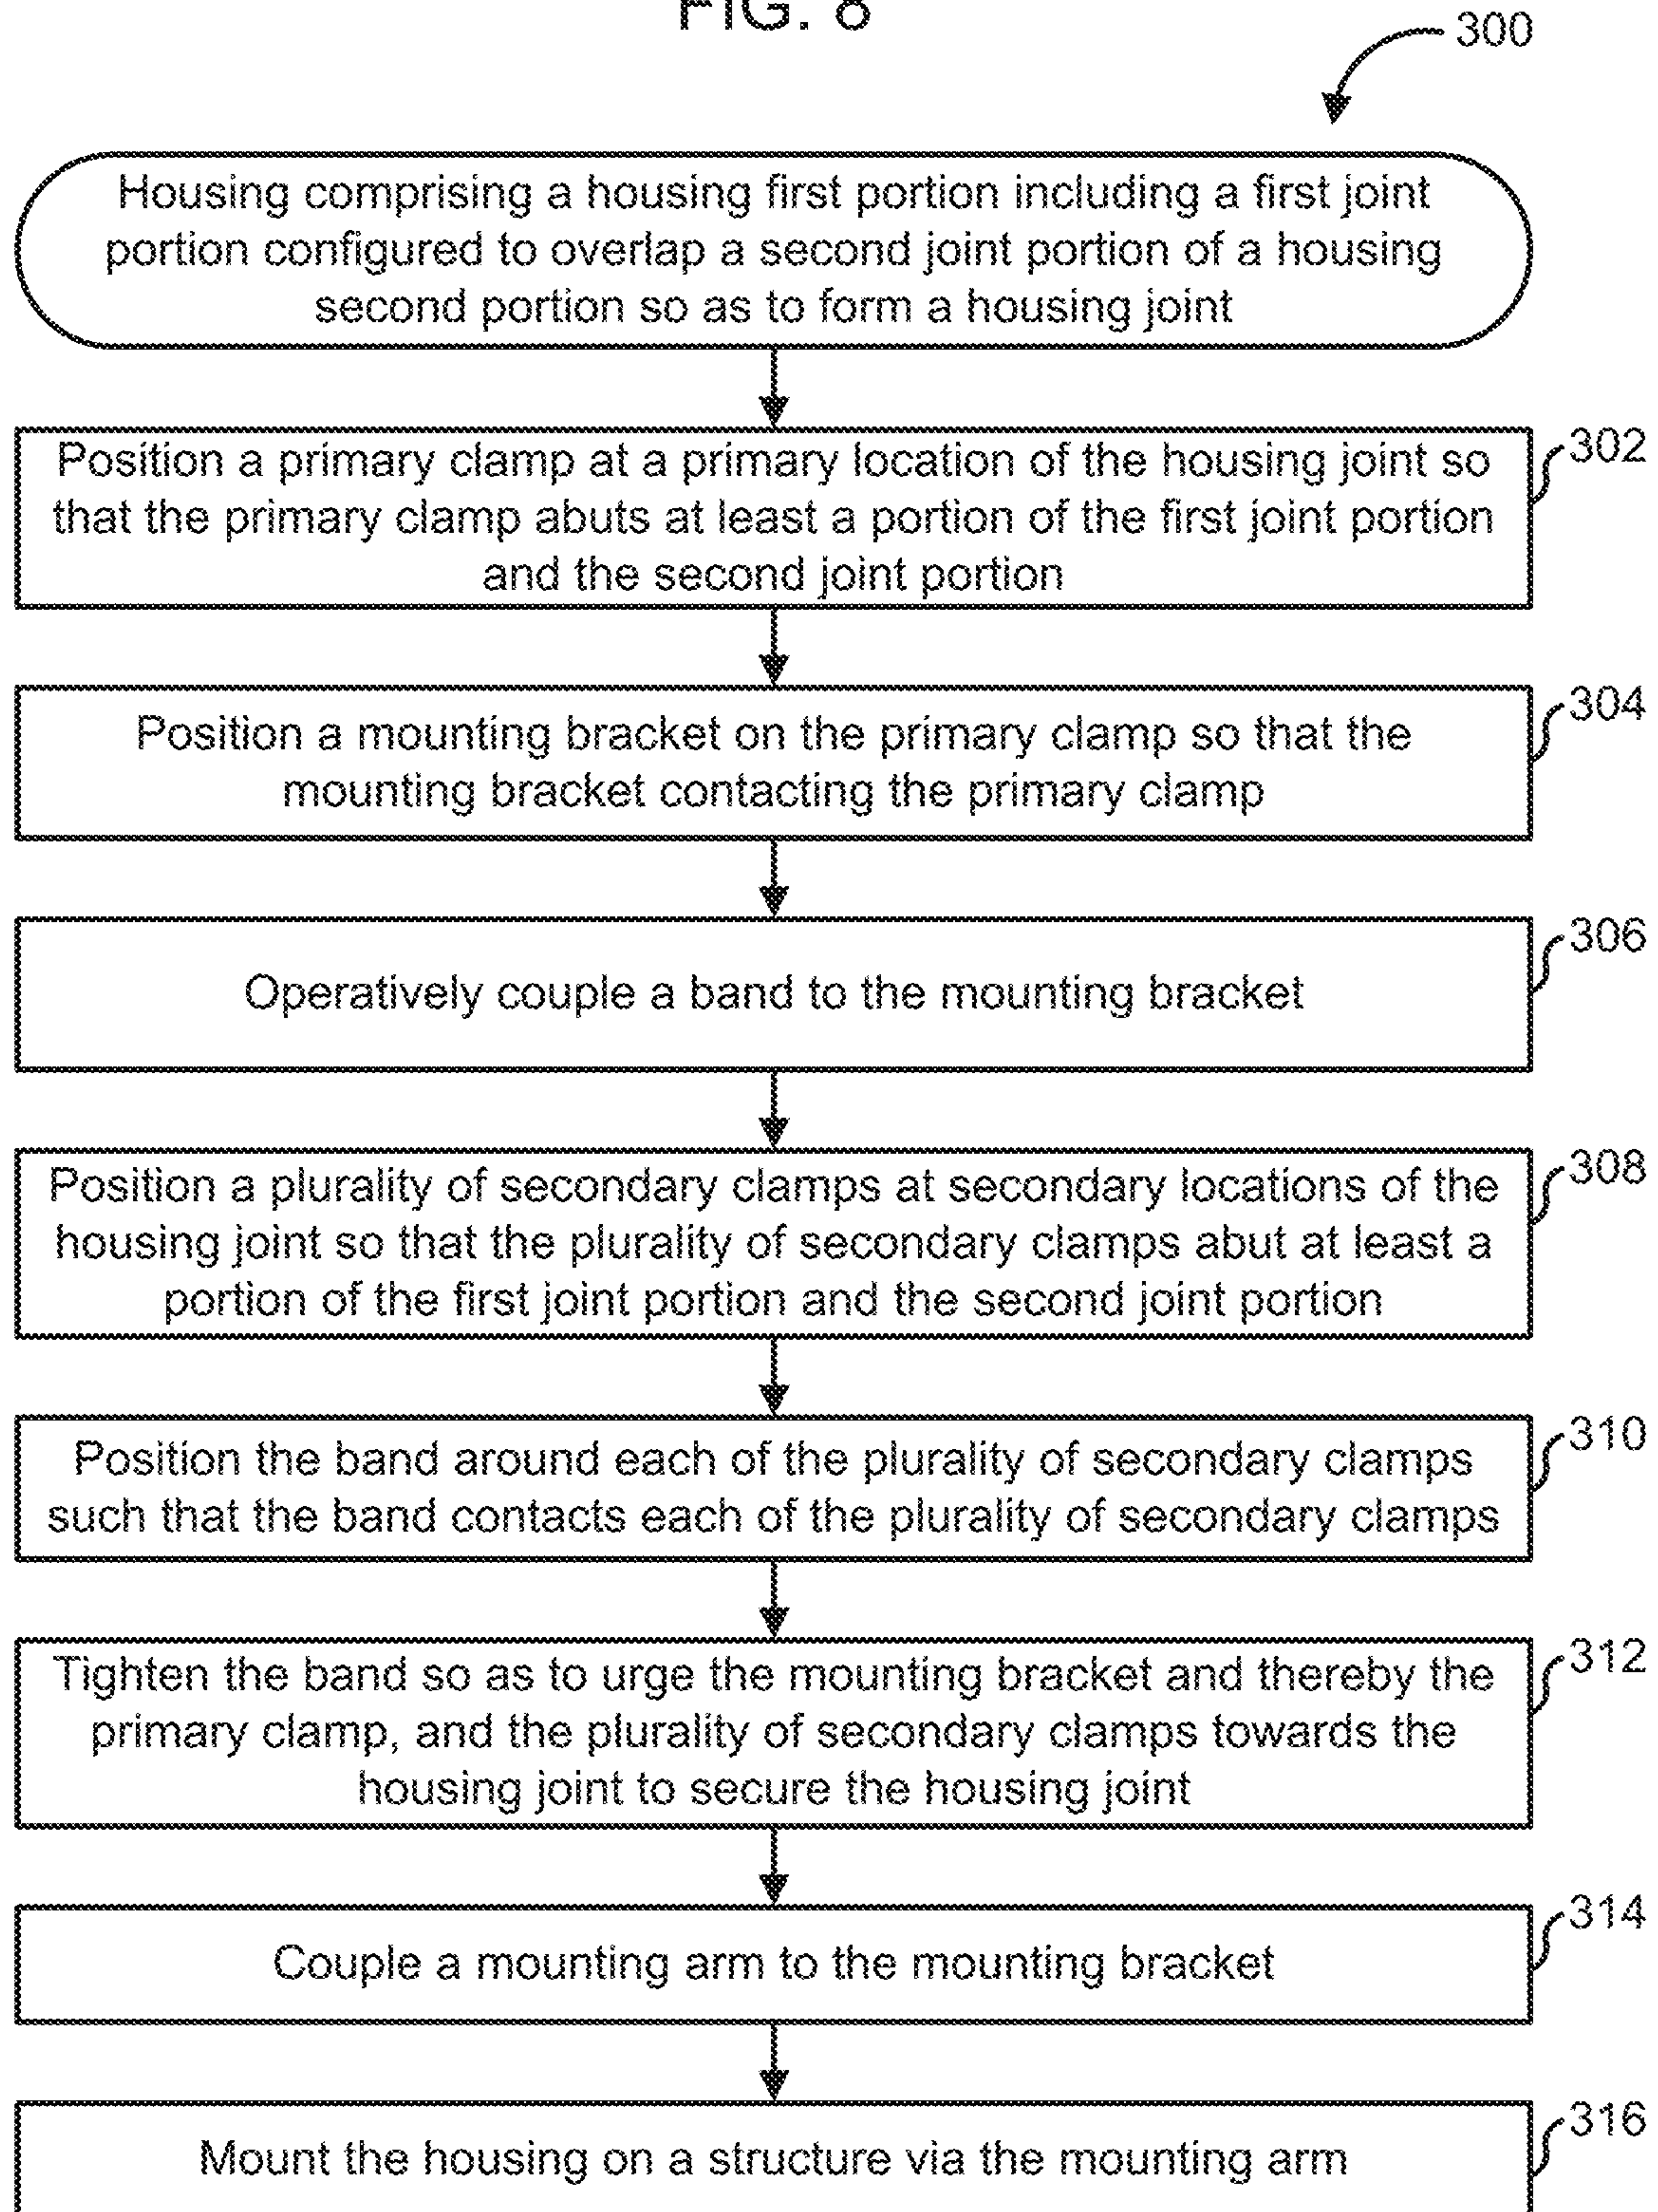 FIG. 8
300
Housing comprising a housing first portion including a first joint
portion configured to overlap a second joint portion of a housing
second portion so as to form a housing joint
302
Position a primary clamp at a primary location of the housing joint so
that the primary clamp abuts at least a portion of the first joint portion
and the second joint portion
304
Position a mounting bracket on the primary clamp so that the
mounting bracket contacting the primary clamp
306
Operatively couple a band to the mounting bracket
308
Position a plurality of secondary clamps at secondary locations of the
housing joint so that the plurality of secondary clamps abut at least a
portion of the first joint portion and the second joint portion
310
Position the band around each of the plurality of secondary clamps
such that the band contacts each of the plurality of secondary clamps
312
Tighten the band so as to urge the mounting bracket and thereby the
primary clamp, and the plurality of secondary clamps towards the
housing joint to secure the housing joint
314
Couple a mounting arm to the mounting bracket
316
Mount the housing on a structure via the mounting arm